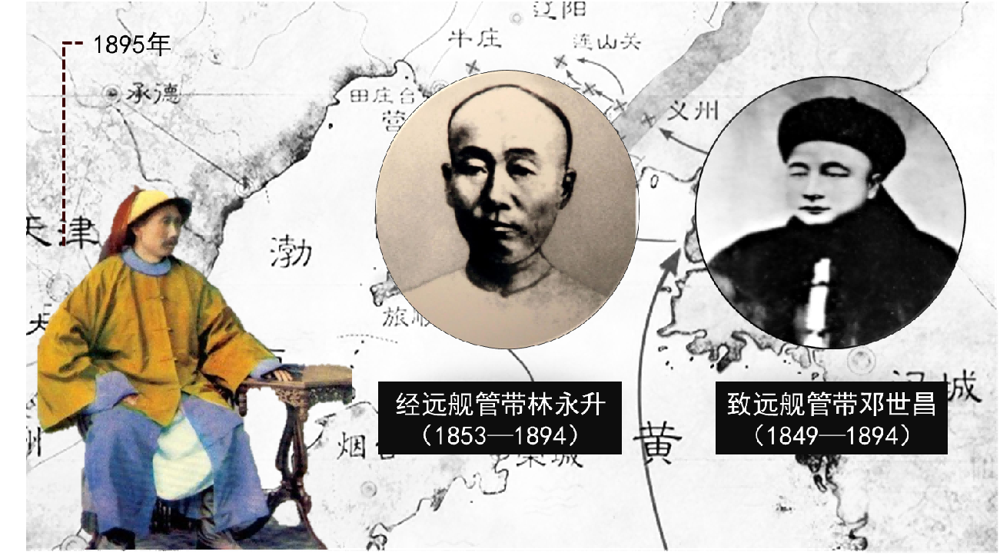 1895年
辽阳
牛庄
连山关
承德
田庄台
营
义州
天津
渤
旅顺
烟台
荣城
黄
汉城
州
经远舰管带林永升
（1853—1894）
致远舰管带邓世昌
（1849—1894）